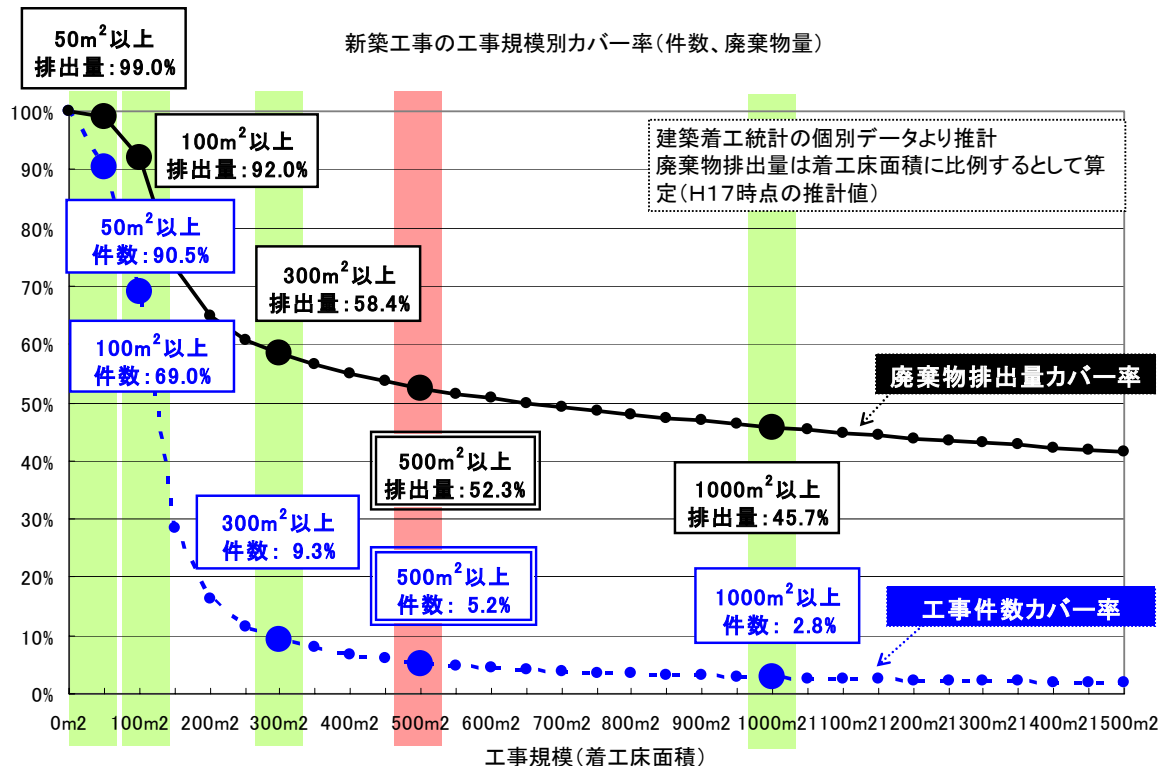 新築工事の工事規模別カバー率(件数、廃棄物量)
50m²以上
排出量:99.0%
100m²以上
排出量:92.0%
建築着工統計の個別データより推計
廃棄物排出量は着工床面積に比例するとして算
定(H17時点の推計値)
50m²以上
件数:90.5%
300m²以上
排出量:58.4%
100m²以上
件数:69.0%
廃棄物排出量カバー率
500m²以上
排出量:52.3%
1000m²以上
排出量:45.7%
300m²以上
件数: 9.3%
500m²以上
件数: 5.2%
1000m²以上
件数: 2.8%
工事件数カバー率
100%
90%
80%
70%
60%
50%
40%
30%
20%
10%
0%
0m2 100m2 200m2 300m2 400m2 500m2 600m2 700m2 800m2 900m2 1000m2 1100m2 1200m2 1300m2 1400m2 1500m2
工事規模(着工床面積)